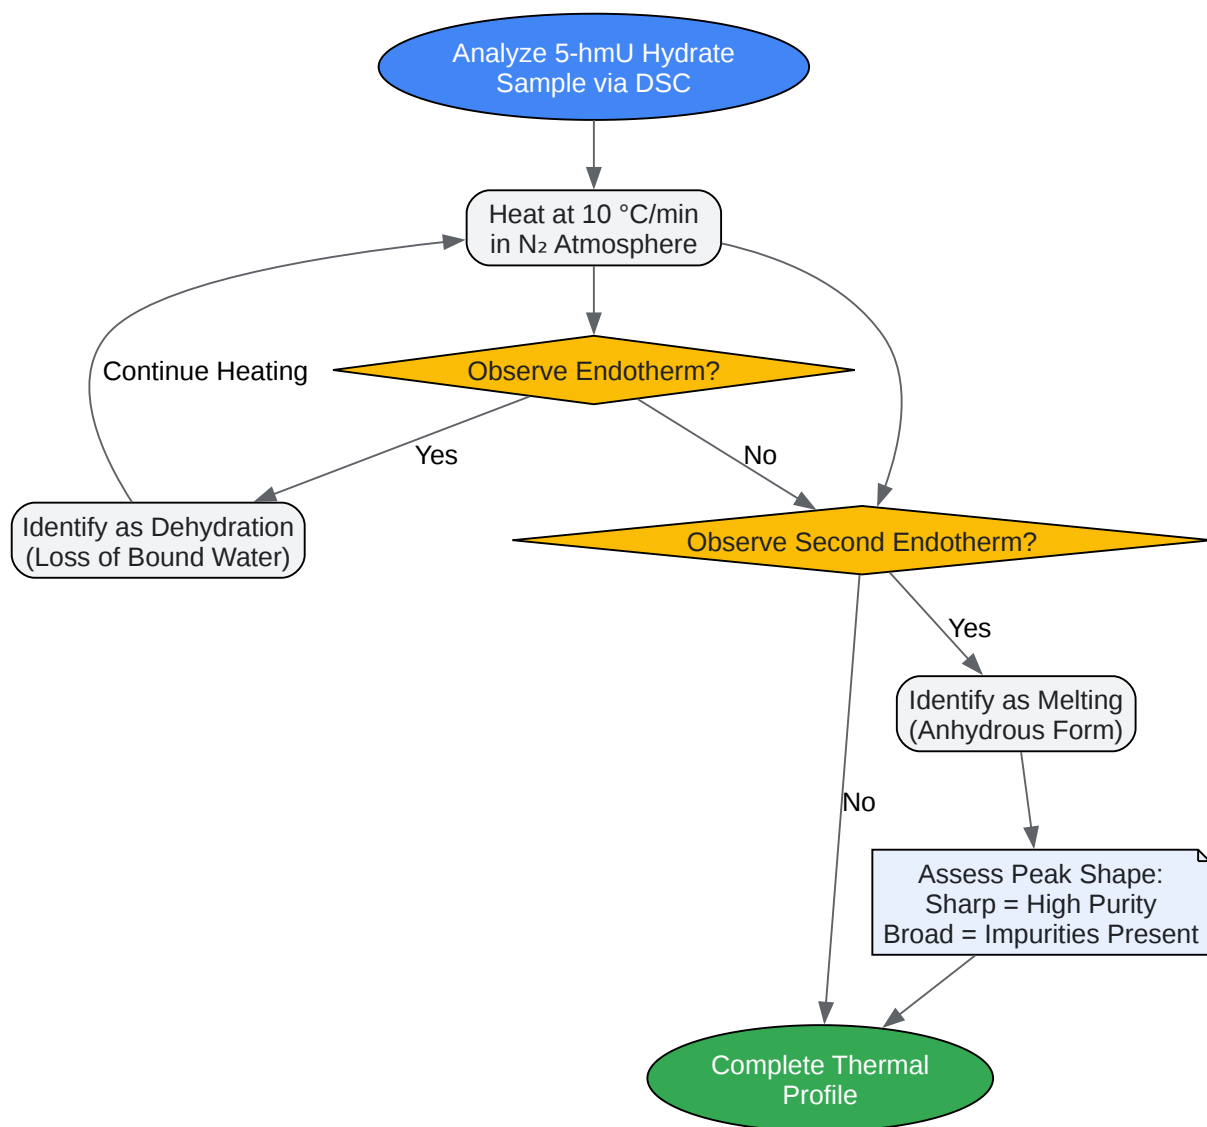 Analyze 5-hmU Hydrate
Sample via DSC
Heat at 10 °C/min
in N₂ Atmosphere
Continue Heating
Observe Endotherm?
Yes
No
Identify as Dehydration
(Loss of Bound Water)
Observe Second Endotherm?
Yes
Identify as Melting
(Anhydrous Form)
No
Assess Peak Shape:
Sharp = High Purity
Broad = Impurities Present
Complete Thermal
Profile